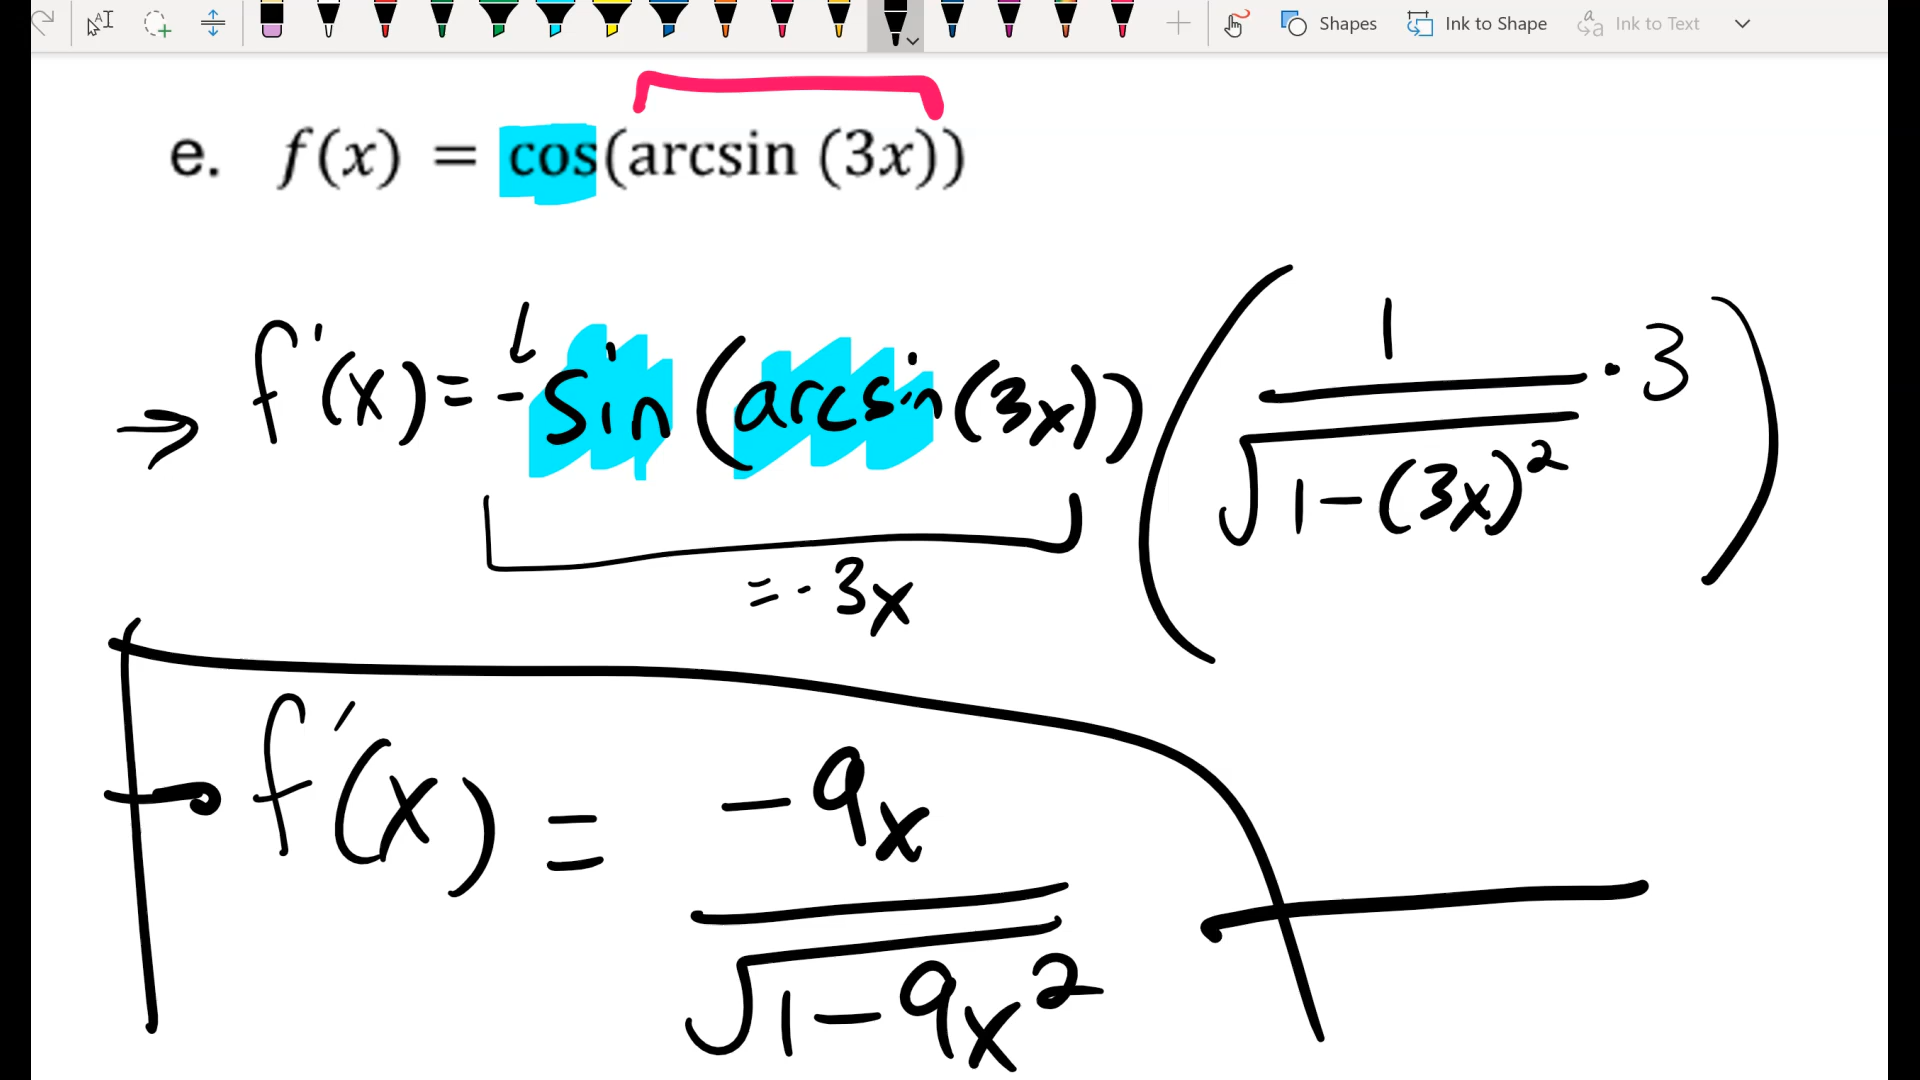 Shapes Ink to Shape Ink to Text
e. f(x) = cos(arcsin (3x))
⇒ f'(x) = -sin(arcsin(3x)) (1/√(1-(3x)²) · 3)
= -3x
f'(x) = -9x/√(1-9x²)